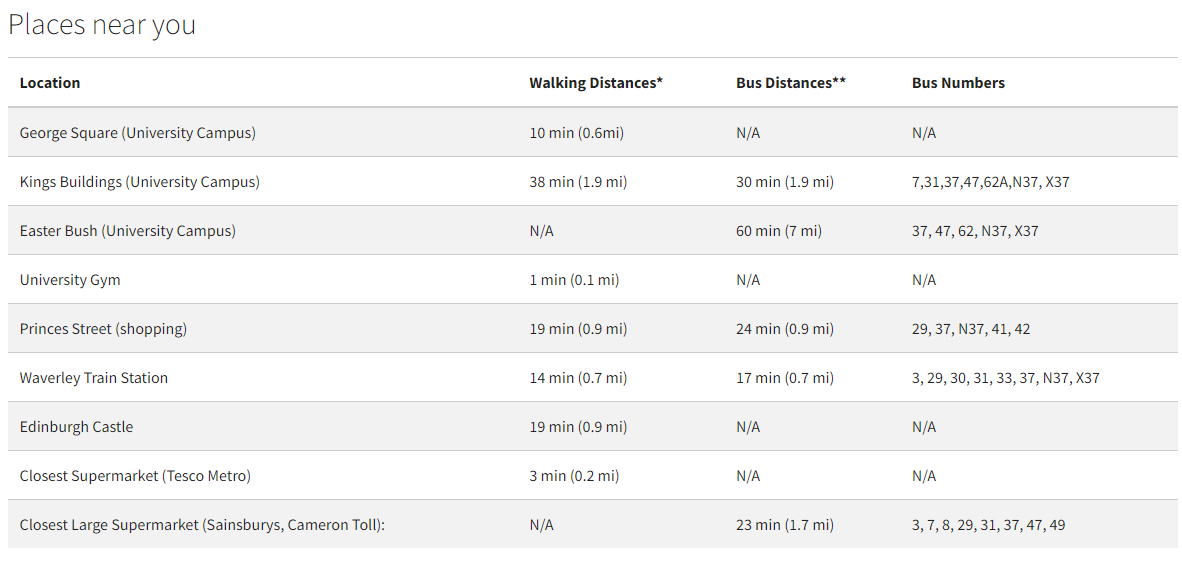 Places near you
Location Walking Distances* Bus Distances** Bus Numbers
George Square (University Campus) 10 min (0.6mi) N/A N/A
Kings Buildings (University Campus) 38 min (1.9 mi) 30 min (1.9 mi) 7,31,37,47,62A,N37, X37
Easter Bush (University Campus) N/A 60 min (7 mi) 37, 47, 62, N37, X37
University Gym 1 min (0.1 mi) N/A N/A
Princes Street (shopping) 19 min (0.9 mi) 24 min (0.9 mi) 29, 37, N37, 41, 42
Waverley Train Station 14 min (0.7 mi) 17 min (0.7 mi) 3, 29, 30, 31, 33, 37, N37, X37
Edinburgh Castle 19 min (0.9 mi) N/A N/A
Closest Supermarket (Tesco Metro) 3 min (0.2 mi) N/A N/A
Closest Large Supermarket (Sainsburys, Cameron Toll): N/A 23 min (1.7 mi) 3, 7, 8, 29, 31, 37, 47, 49